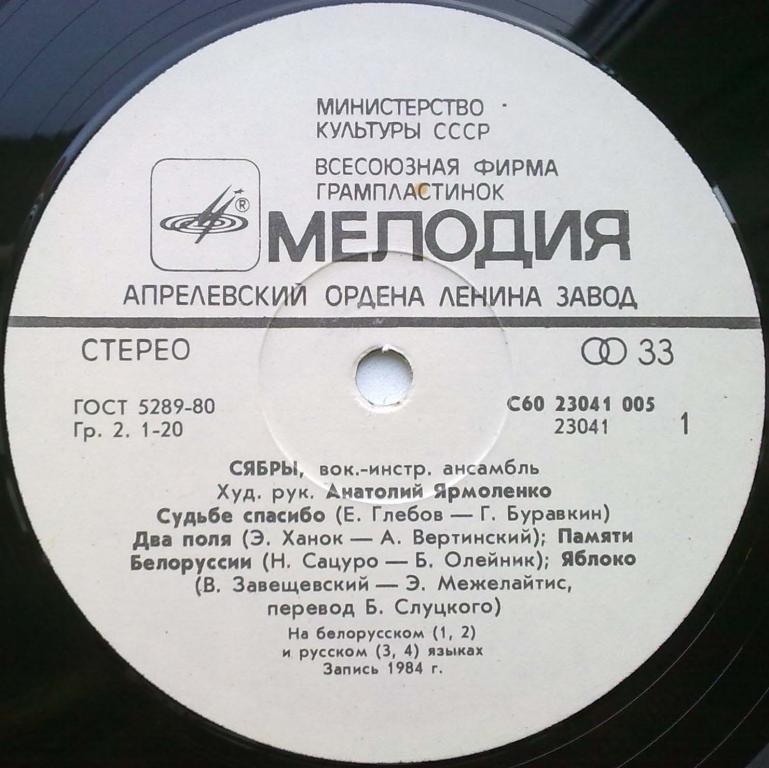 МИНИСТЕРСТВО
КУЛЬТУРЫ СССР
ВСЕСОЮЗНАЯ ФИРМА
ГРАМПЛАСТИНОК
®
МЕЛОДИЯ
АПРЕЛЕВСКИЙ ОРДЕНА ЛЕНИНА ЗАВОД
СТЕРЕО
33
ГОСТ 5289-80
Гр. 2. 1-20
С60 23041 005
23041
1
СЯБРЫ, вок.-инстр. ансамбль
Худ. рук. Анатолий Ярмоленко
Судьбе спасибо (Е. Глебов — Г. Буравкин)
Два поля (Э. Ханок — А. Вертинский); Памяти
Белоруссии (Н. Сацуро — Б. Олейник); Яблоко
(В. Завещевский — Э. Межелайтис,
перевод Б. Слуцкого)
На белорусском (1, 2)
и русском (3, 4) языках
Запись 1984 г.